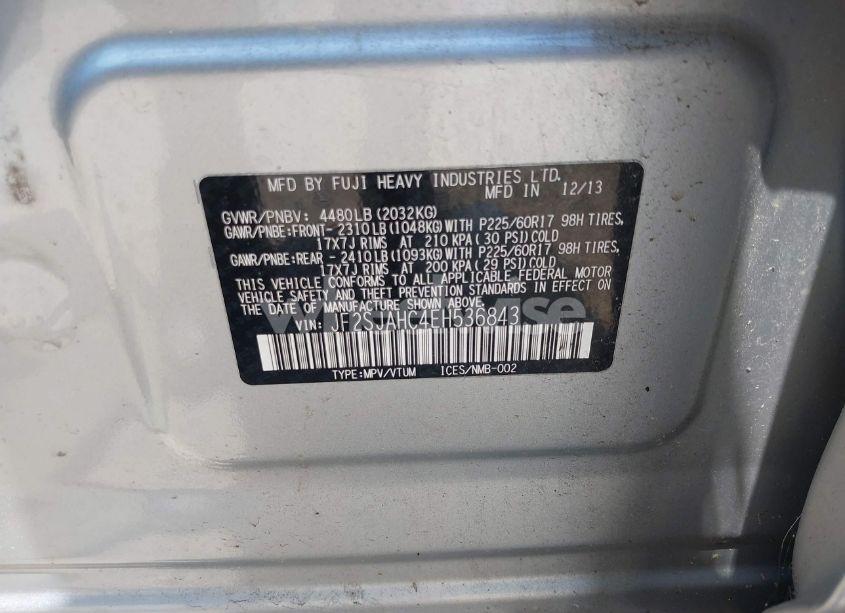 MFD BY FUJI HEAVY INDUSTRIES LTD.
MFD IN 12/13
GVWR/PNBV: 4480LB(2032KG)
GAWR/PNBE:FRONT- 2310LB(1048KG)WITH P225/60R17 98H TIRES,
17X7J RIMS AT 210 KPA(30 PSI)COLD
GAWR/PNBE:REAR - 2410LB(1093KG)WITH P225/60R17 98H TIRES,
17X7J RIMS AT 200 KPA(29 PSI)COLD
THIS VEHICLE CONFORMS TO ALL APPLICABLE FEDERAL MOTOR
VEHICLE SAFETY AND THEFT PREVENTION STANDARDS IN EFFECT ON
THE DATE OF MANUFACTURE SHOWN ABOVE.
VIN: JF2SJAHC4EH536843
TYPE:MPV/VTUM ICES/NMB-002